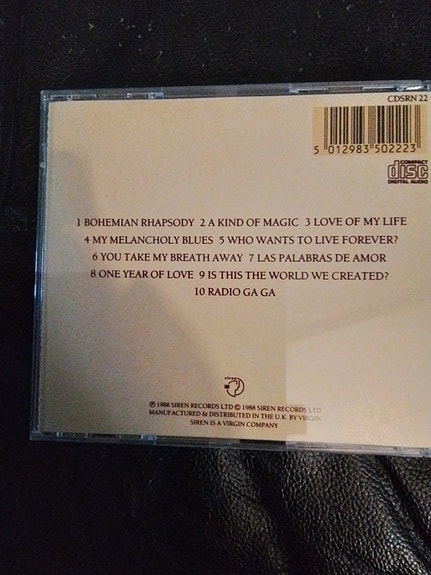 CDSRN 22
5 012983 502223
COMPACT
disc
DIGITAL AUDIO
1 BOHEMIAN RHAPSODY 2 A KIND OF MAGIC 3 LOVE OF MY LIFE
4 MY MELANCHOLY BLUES 5 WHO WANTS TO LIVE FOREVER?
6 YOU TAKE MY BREATH AWAY 7 LAS PALABRAS DE AMOR
8 ONE YEAR OF LOVE 9 IS THIS THE WORLD WE CREATED?
10 RADIO GA GA
siren
℗ 1988 SIREN RECORDS LTD © 1988 SIREN RECORDS LTD
MANUFACTURED & DISTRIBUTED IN THE U.K. BY VIRGIN
SIREN IS A VIRGIN COMPANY